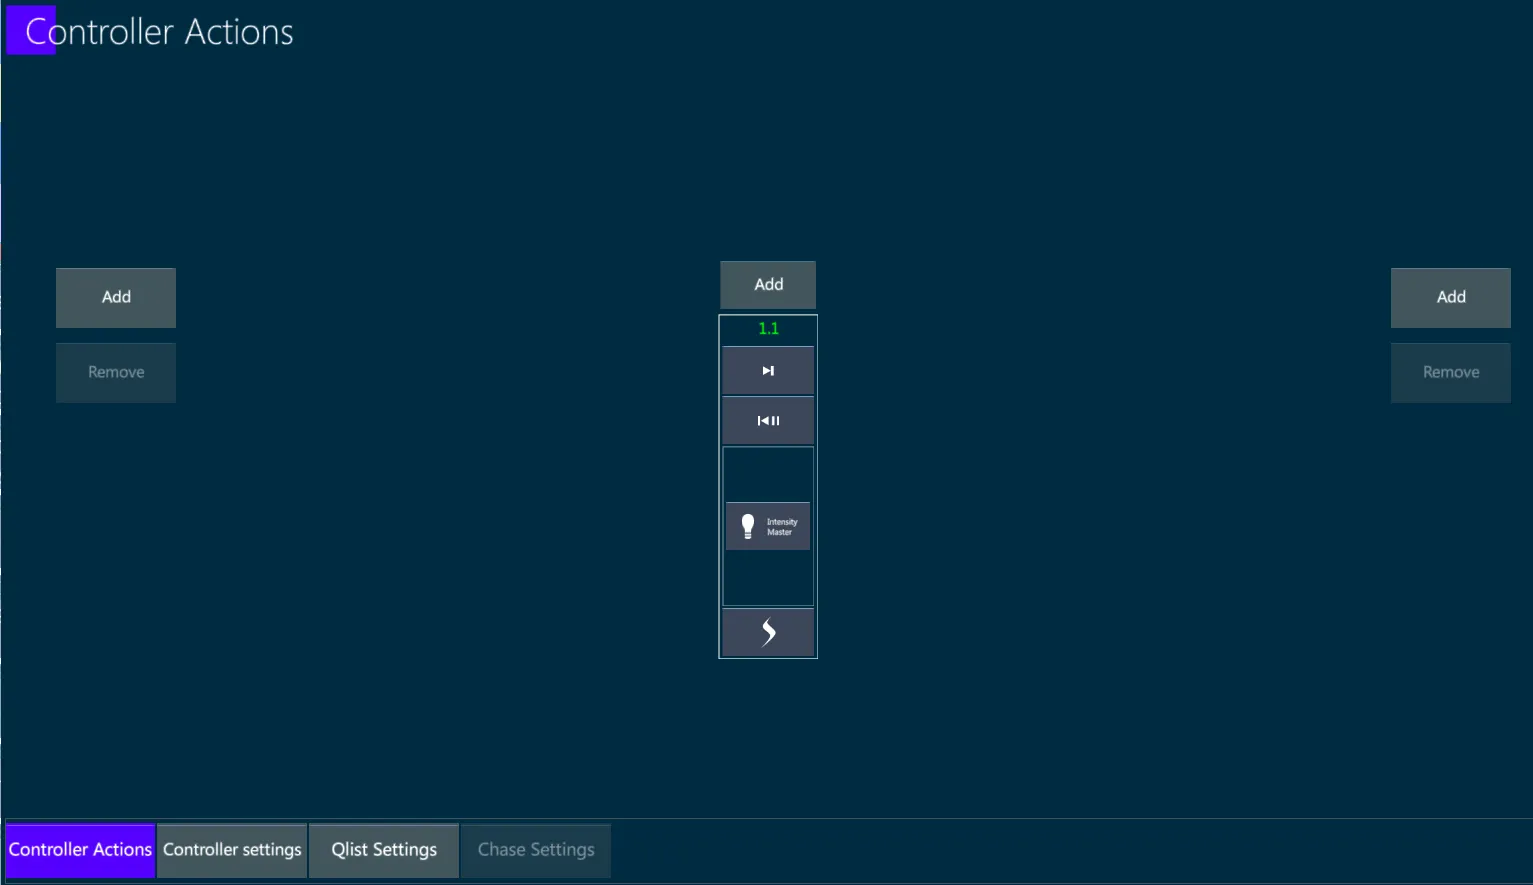 Controller Actions
Add
Add
Add
Remove
1.1
Remove
Intensity
Master
Controller Actions
Controller settings
Qlist Settings
Chase Settings